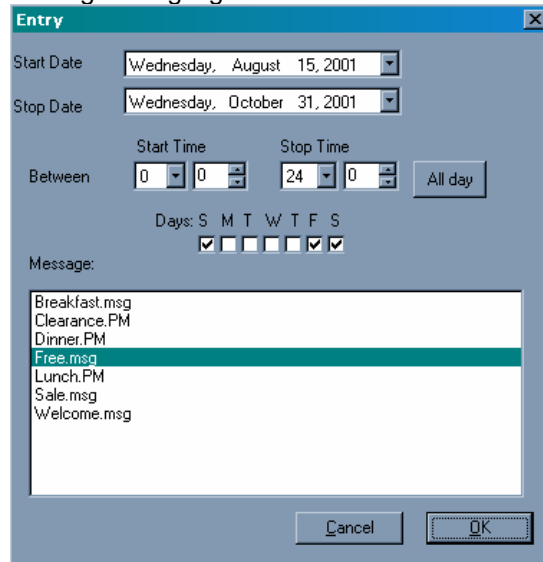 Entry
Start Date Wednesday, August 15, 2001
Stop Date Wednesday, October 31, 2001
Start Time Stop Time
Between 0 0 24 0 All day
Days: S M T W T F S
Message:
Breakfast.msg
Clearance.PM
Dinner.PM
Free.msg
Lunch.PM
Sale.msg
Welcome.msg
Cancel OK